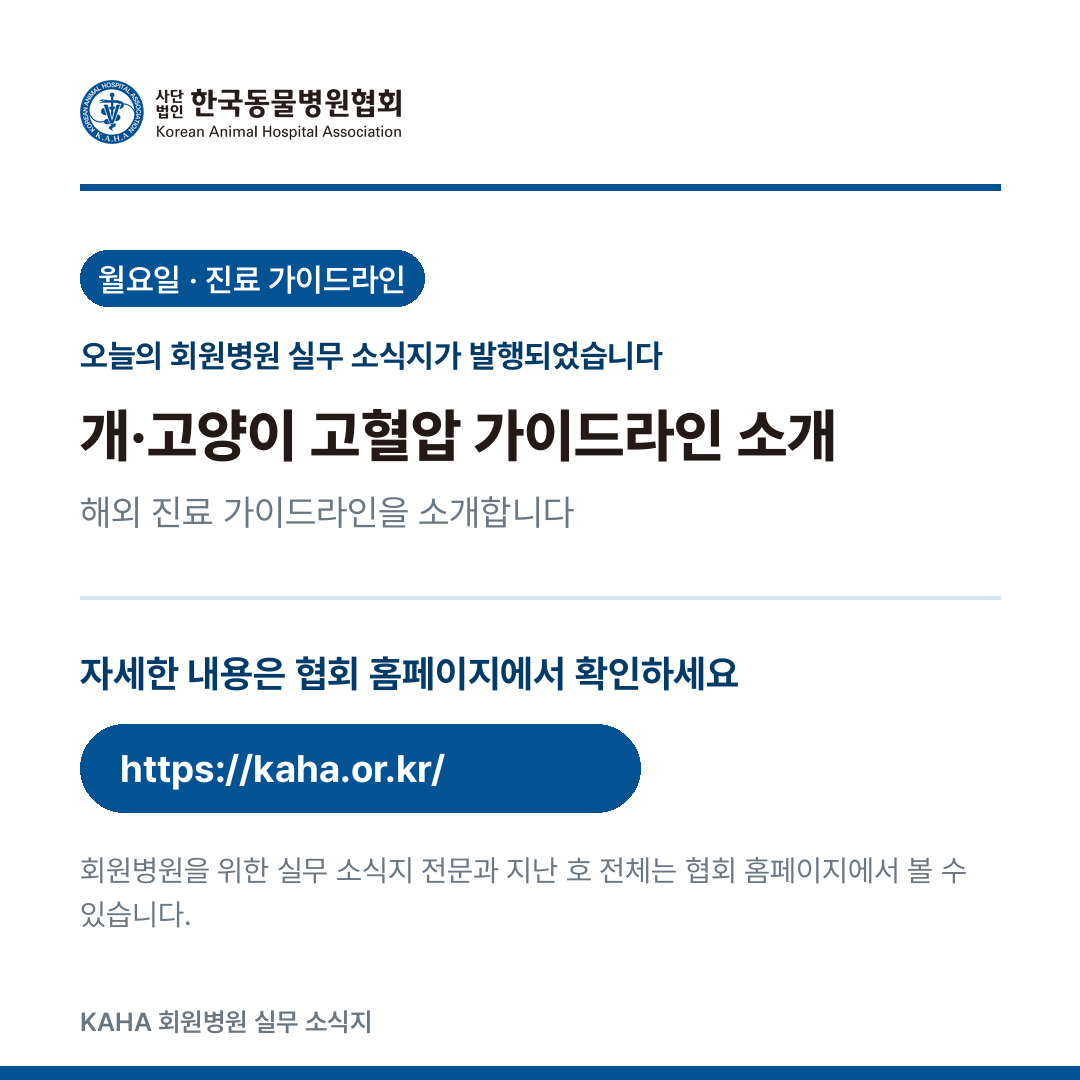 KOREAN ANIMAL HOSPITAL ASSOCIATION
K.A.H.A
사단
법인 한국동물병원협회
Korean Animal Hospital Association
월요일 · 진료 가이드라인
오늘의 회원병원 실무 소식지가 발행되었습니다
개·고양이 고혈압 가이드라인 소개
해외 진료 가이드라인을 소개합니다
자세한 내용은 협회 홈페이지에서 확인하세요
https://kaha.or.kr/
회원병원을 위한 실무 소식지 전문과 지난 호 전체는 협회 홈페이지에서 볼 수
있습니다.
KAHA 회원병원 실무 소식지